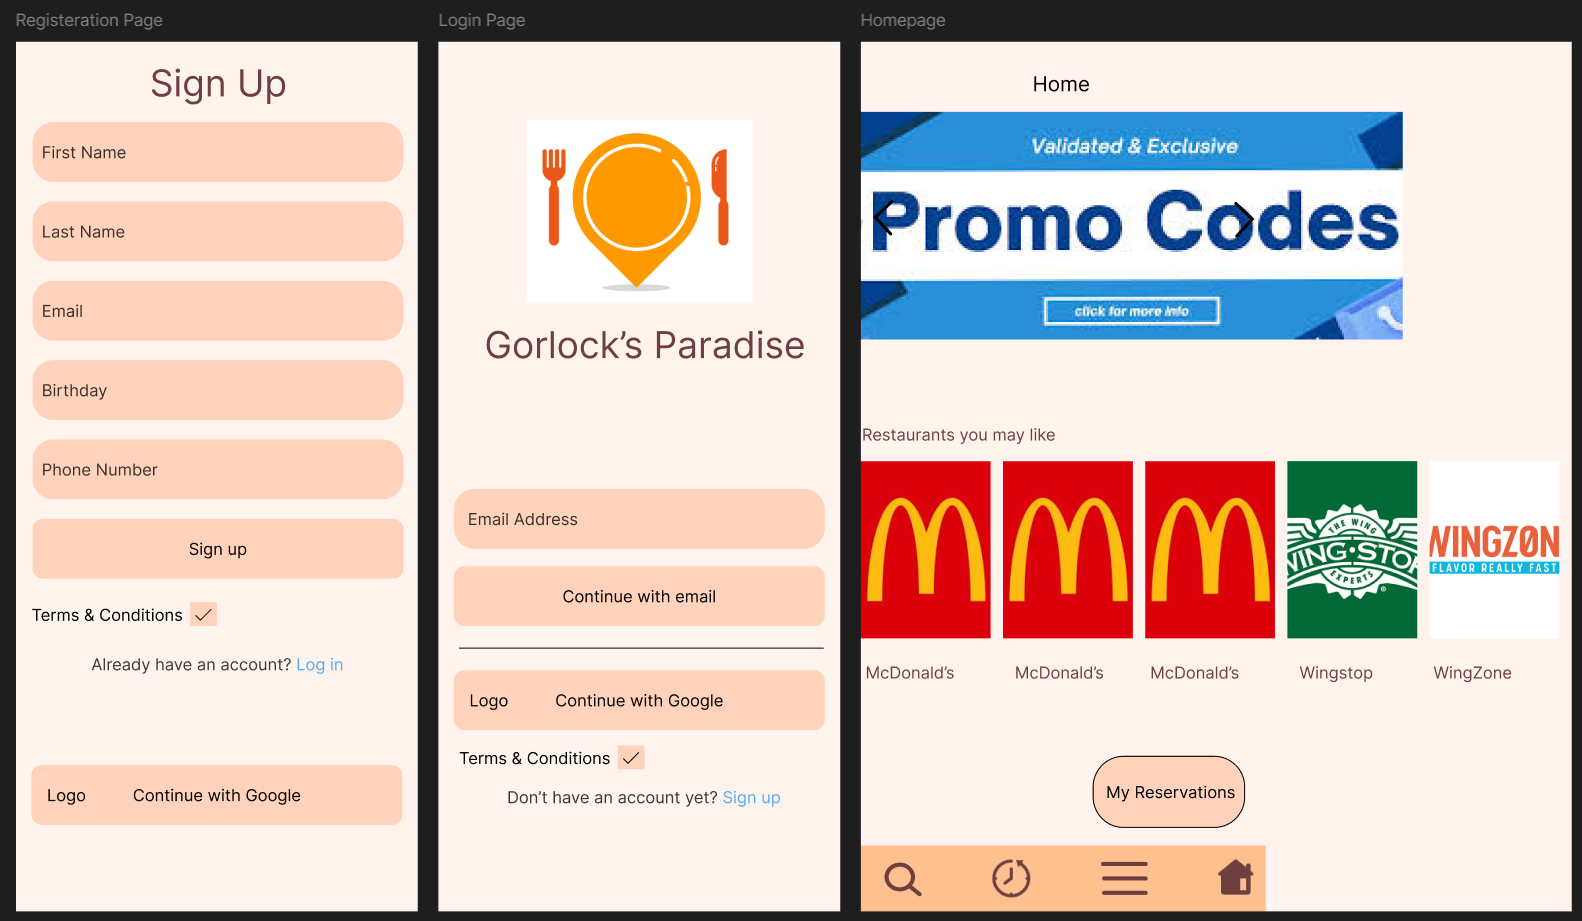 Registeration Page
Sign Up
First Name
Last Name
Email
Birthday
Phone Number
Sign up
Terms & Conditions
Already have an account? Log in
Logo Continue with Google
Login Page
Gorlock’s Paradise
Email Address
Continue with email
Logo Continue with Google
Terms & Conditions
Don’t have an account yet? Sign up
Homepage
Home
Validated & Exclusive
Promo Codes
click for more info
Restaurants you may like
THE WING
WING•STOP
EXPERTS
WINGZON
FLAVOR REALLY FAST
McDonald’s
McDonald’s
McDonald’s
Wingstop
WingZone
My Reservations